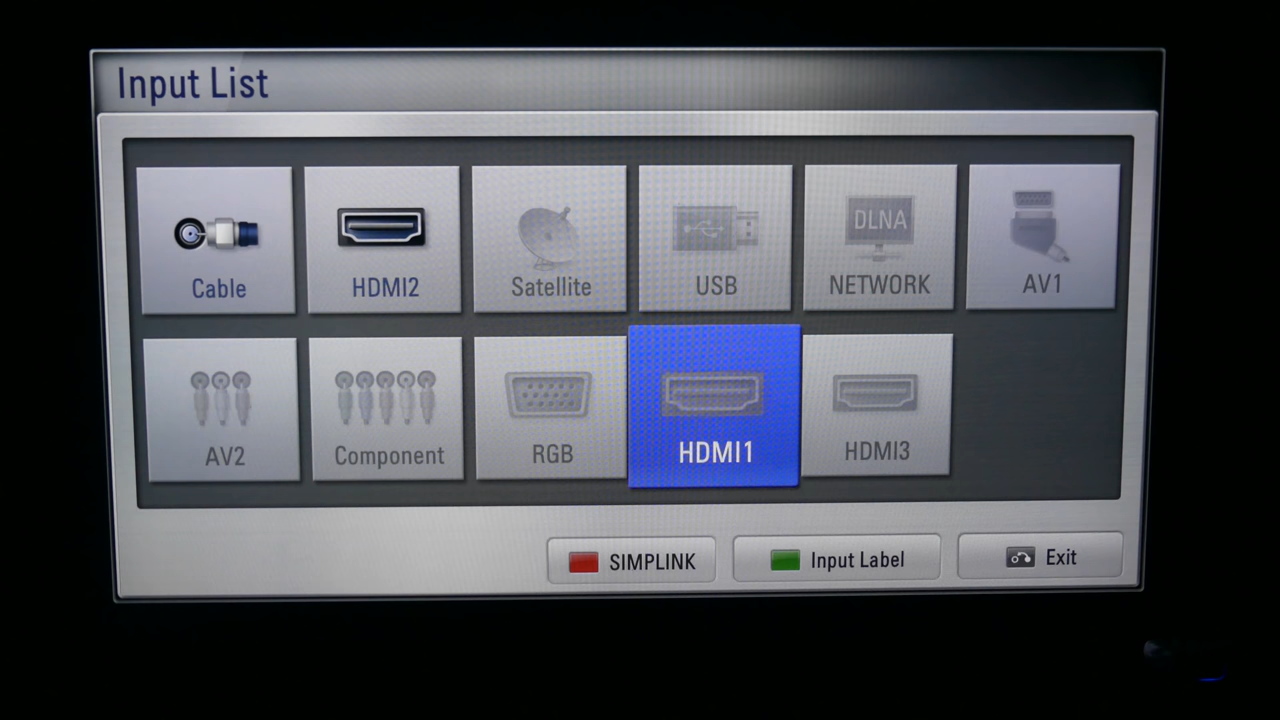 Input List
Cable
HDMI2
Satellite
USB
DLNA
NETWORK
AV1
AV2
Component
RGB
HDMI1
HDMI3
SIMPLINK
Input Label
Exit